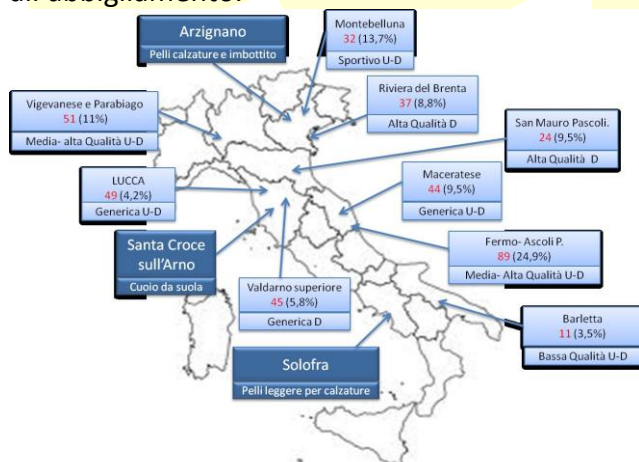 all'abbigliamento.
Arzignano
Pelli calzature e imbottito
Montebelluna
32 (13,7%)
Sportivo U-D
Vigevanese e Parabiago
51 (11%)
Media- alta Qualità U-D
Riviera del Brenta
37 (8,8%)
Alta Qualità D
San Mauro Pascoli.
24 (9,5%)
Alta Qualità D
LUCCA
49 (4,2%)
Generica U-D
Maceratese
44 (9,5%)
Generica U-D
Santa Croce
sull'Arno
Cuoio da suola
Valdarno superiore
45 (5,8%)
Generica D
Fermo- Ascoli P.
89 (24,9%)
Media- Alta Qualità U-D
Solofra
Pelli leggere per calzature
Barletta
11 (3,5%)
Bassa Qualità U-D